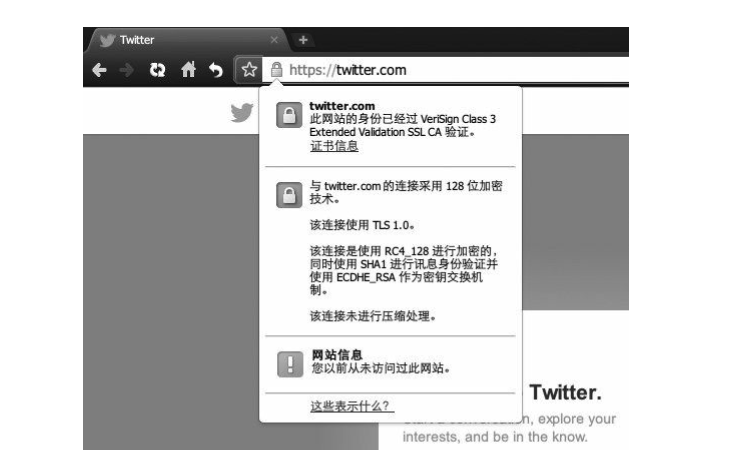 Twitter
https://twitter.com
twitter.com
此网站的身份已经过 VeriSign Class 3
Extended Validation SSL CA 验证。
证书信息
与 twitter.com 的连接采用 128 位加密
技术。
该连接使用 TLS 1.0。
该连接是使用 RC4_128 进行加密的,
同时使用 SHA1 进行讯息身份验证并
使用 ECDHE_RSA 作为密钥交换机
制。
该连接未进行压缩处理。
网站信息
您以前从未访问过此网站。
这些表示什么?
Twitter.
explore your
interests, and be in the know.